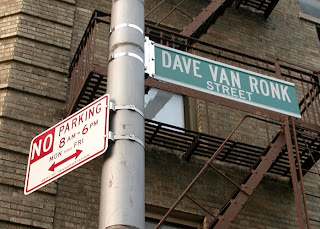 DAVE VAN RONK
STREET
NO PARKING
8AM-6PM
MON THRU FRI